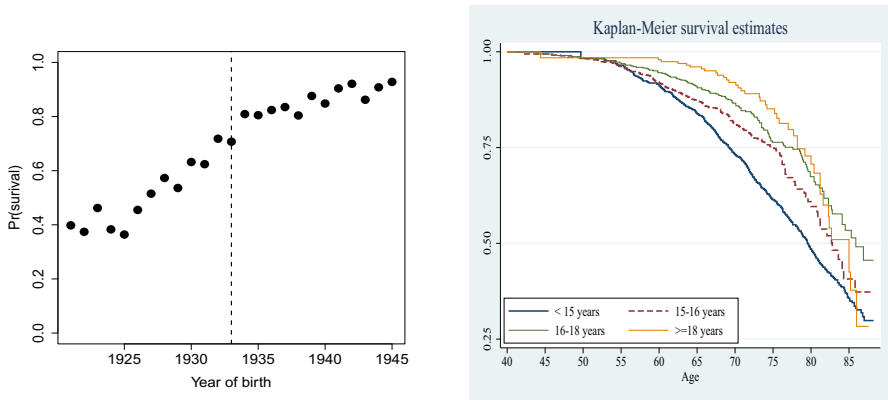 Pr(surival)
1.0
0.8
0.6
0.4
0.2
0.0
1925 1930 1935 1940 1945
Year of birth
Kaplan-Meier survival estimates
1.00
0.75
0.50
0.25
< 15 years 15-16 years
16-18 years >=18 years
40 45 50 55 60 65 70 75 80 85
Age